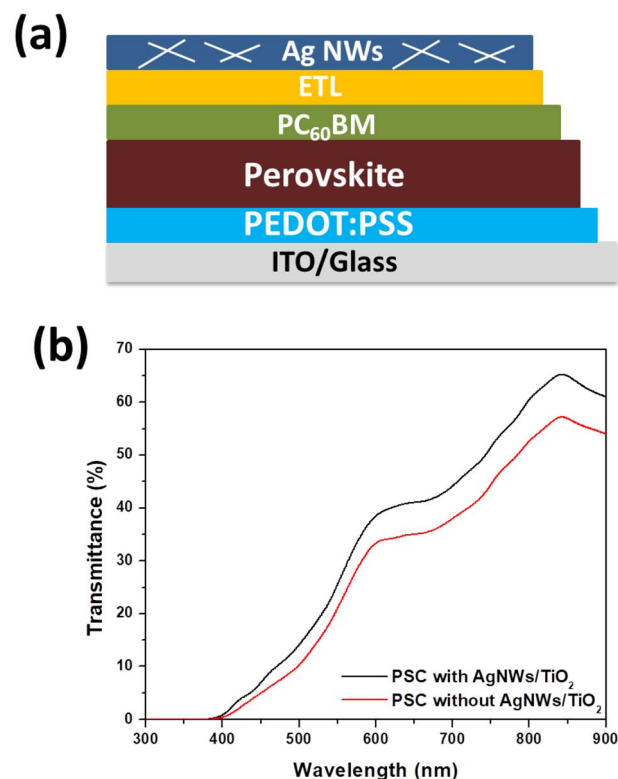 (a)
Ag NWs
ETL
PC₆₀BM
Perovskite
PEDOT:PSS
ITO/Glass
(b)
70
60
50
40
30
20
10
0
Transmittance (%)
PSC with AgNWs/TiO₂
PSC without AgNWs/TiO₂
300 400 500 600 700 800 900
Wavelength (nm)